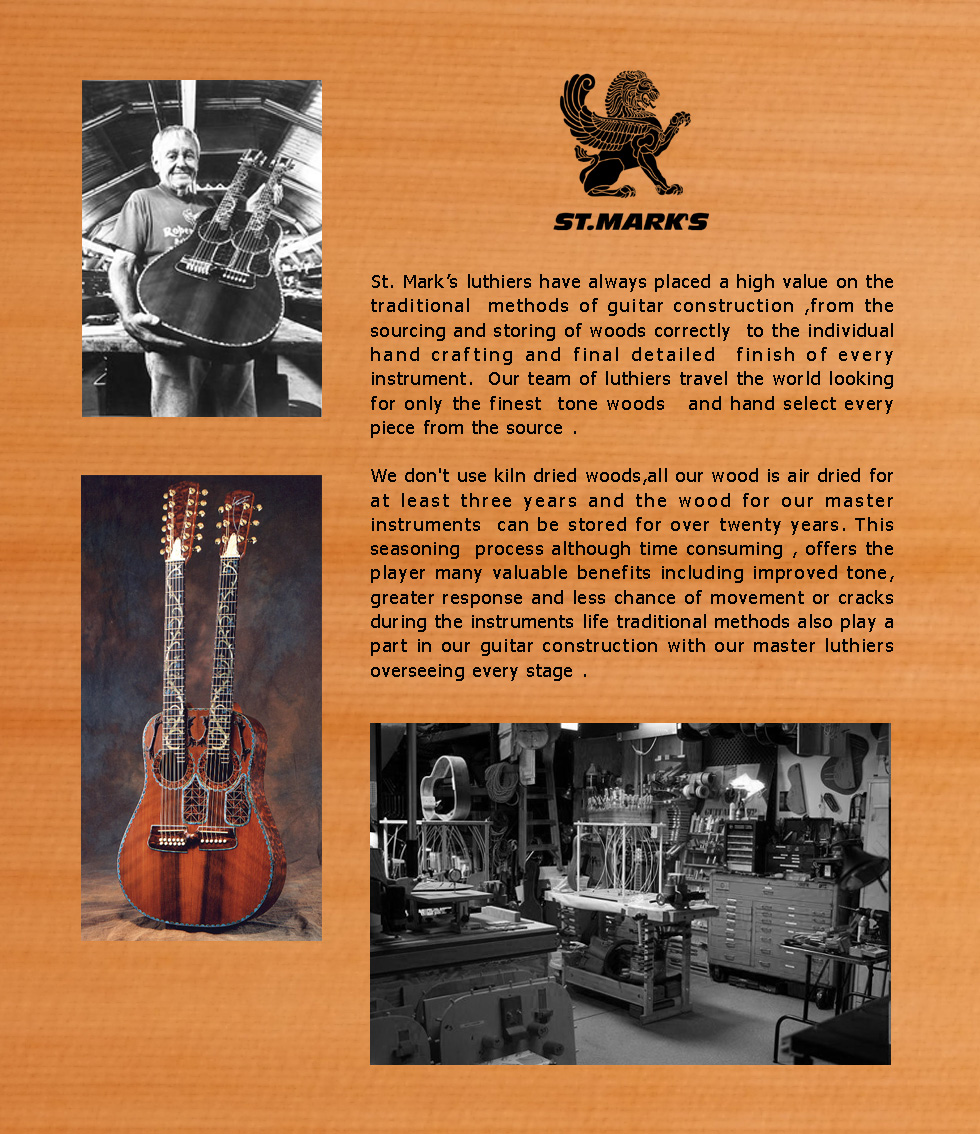 ST.MARK'S
St. Mark’s luthiers have always placed a high value on the
traditional methods of guitar construction ,from the
sourcing and storing of woods correctly to the individual
hand crafting and final detailed finish of every
instrument. Our team of luthiers travel the world looking
for only the finest tone woods and hand select every
piece from the source .
We don't use kiln dried woods,all our wood is air dried for
at least three years and the wood for our master
instruments can be stored for over twenty years. This
seasoning process although time consuming , offers the
player many valuable benefits including improved tone,
greater response and less chance of movement or cracks
during the instruments life traditional methods also play a
part in our guitar construction with our master luthiers
overseeing every stage .